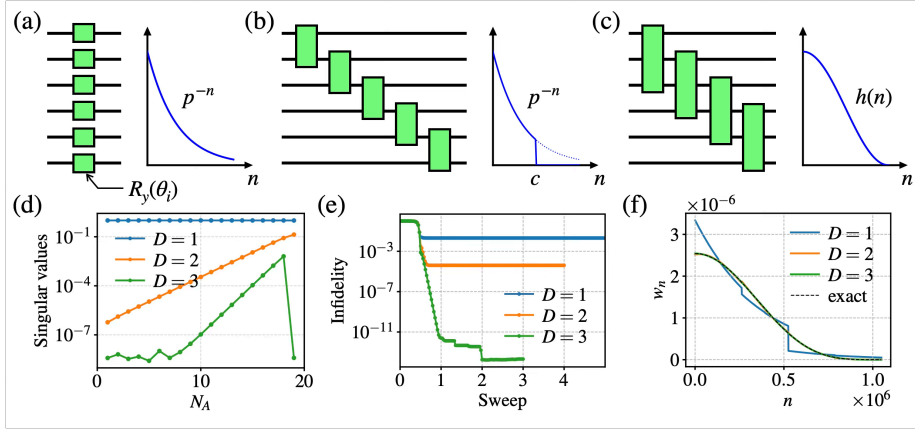 (a)
p⁻ⁿ
n
R_y(θ_i)
(b)
p⁻ⁿ
c
n
(c)
h(n)
n
(d)
Singular values
10⁻¹
10⁻⁴
10⁻⁷
D = 1
D = 2
D = 3
0
10
20
N_A
(e)
Infidelity
10⁻³
10⁻⁷
10⁻¹¹
D = 1
D = 2
D = 3
0
1
2
3
4
Sweep
(f)
×10⁻⁶
w_n
3
2
1
0
D = 1
D = 2
D = 3
exact
0.0
0.5
1.0
n
×10⁶